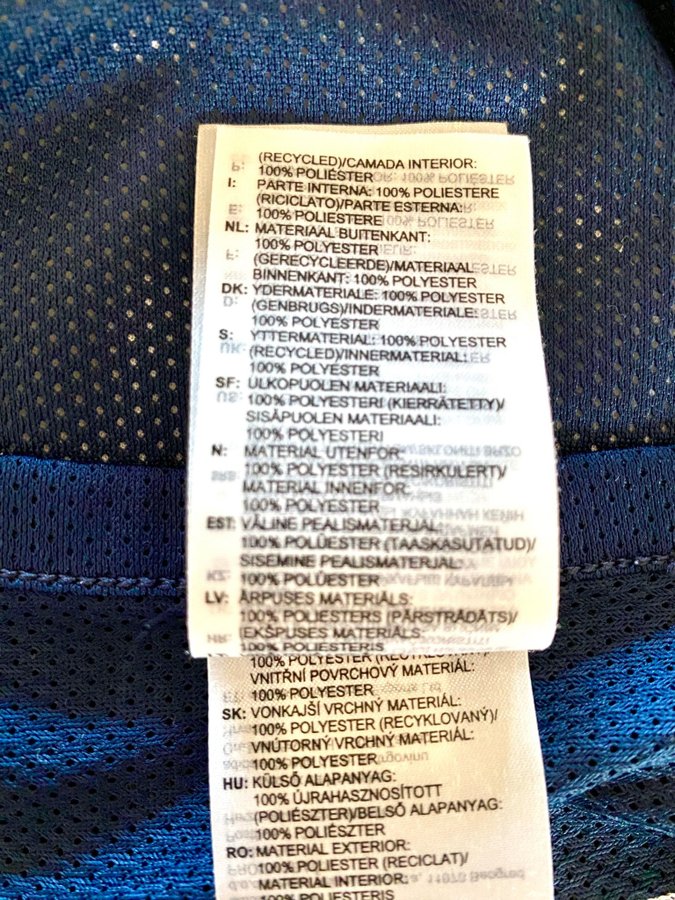 (RECYCLED)/CAMADA INTERIOR:
100% POLIÉSTER
I: PARTE INTERNA: 100% POLIESTERE
(RICICLATO)/PARTE ESTERNA:
100% POLIESTERE
NL: MATERIAAL BUITENKANT:
100% POLYESTER
(GERECYCLEERDE)/MATERIAAL
BINNENKANT: 100% POLYESTER
DK: YDERMATERIALE: 100% POLYESTER
(GENBRUGS)/INDERMATERIALE:
100% POLYESTER
S: YTTERMATERIAL: 100% POLYESTER
(RECYCLED)/INNERMATERIAL:
100% POLYESTER
SF: ULKOPUOLEN MATERIAALI:
100% POLYESTERI (KIERRÄTETTY)/
SISÄPUOLEN MATERIAALI:
100% POLYESTERI
N: MATERIAL UTENFOR:
100% POLYESTER (RESIRKULERT)/
MATERIAL INNENFOR:
100% POLYESTER
EST: VÄLINE PEALISMATERJAL:
100% POLÜESTER (TAASKASUTATUD)/
SISEMINE PEALISMATERJAL:
100% POLÜESTER
LV: ĀRPUSES MATERIĀLS:
100% POLIESTERS (PĀRSTRĀDĀTS)/
IEKŠPUSES MATERIĀLS:
100% POLIESTERIS
100% POLYESTER
VNITŘNÍ POVRCHOVÝ MATERIÁL:
100% POLYESTER
SK: VONKAJŠÍ VRCHNÝ MATERIÁL:
100% POLYESTER (RECYKLOVANÝ)/
VNÚTORNÝ VRCHNÝ MATERIÁL:
100% POLYESTER
HU: KÜLSŐ ALAPANYAG:
100% ÚJRAHASZNOSÍTOTT
(POLIÉSZTER)/BELSŐ ALAPANYAG:
100% POLIÉSZTER
RO: MATERIAL EXTERIOR:
100% POLIESTER (RECICLAT)/
MATERIAL INTERIOR:
100% POLIESTERIS